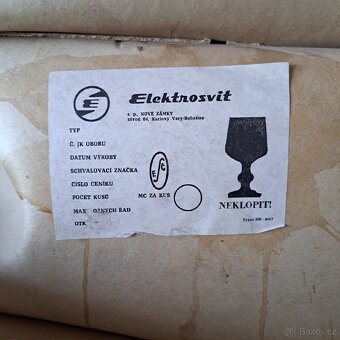 Elektrosvit
s. p., NOVÉ ZÁMKY
závod 04, Karlovy Vary-Bohatice
TYP
Č. JK OBORU
DATUM VÝROBY
SCHVALOVACÍ ZNAČKA
ČÍSLO CENÍKU
POČET KUSŮ
MC ZA KUS
MAX OŽNÝCH ŘAD
OTK
NEKLOPIT!
Bazos.cz